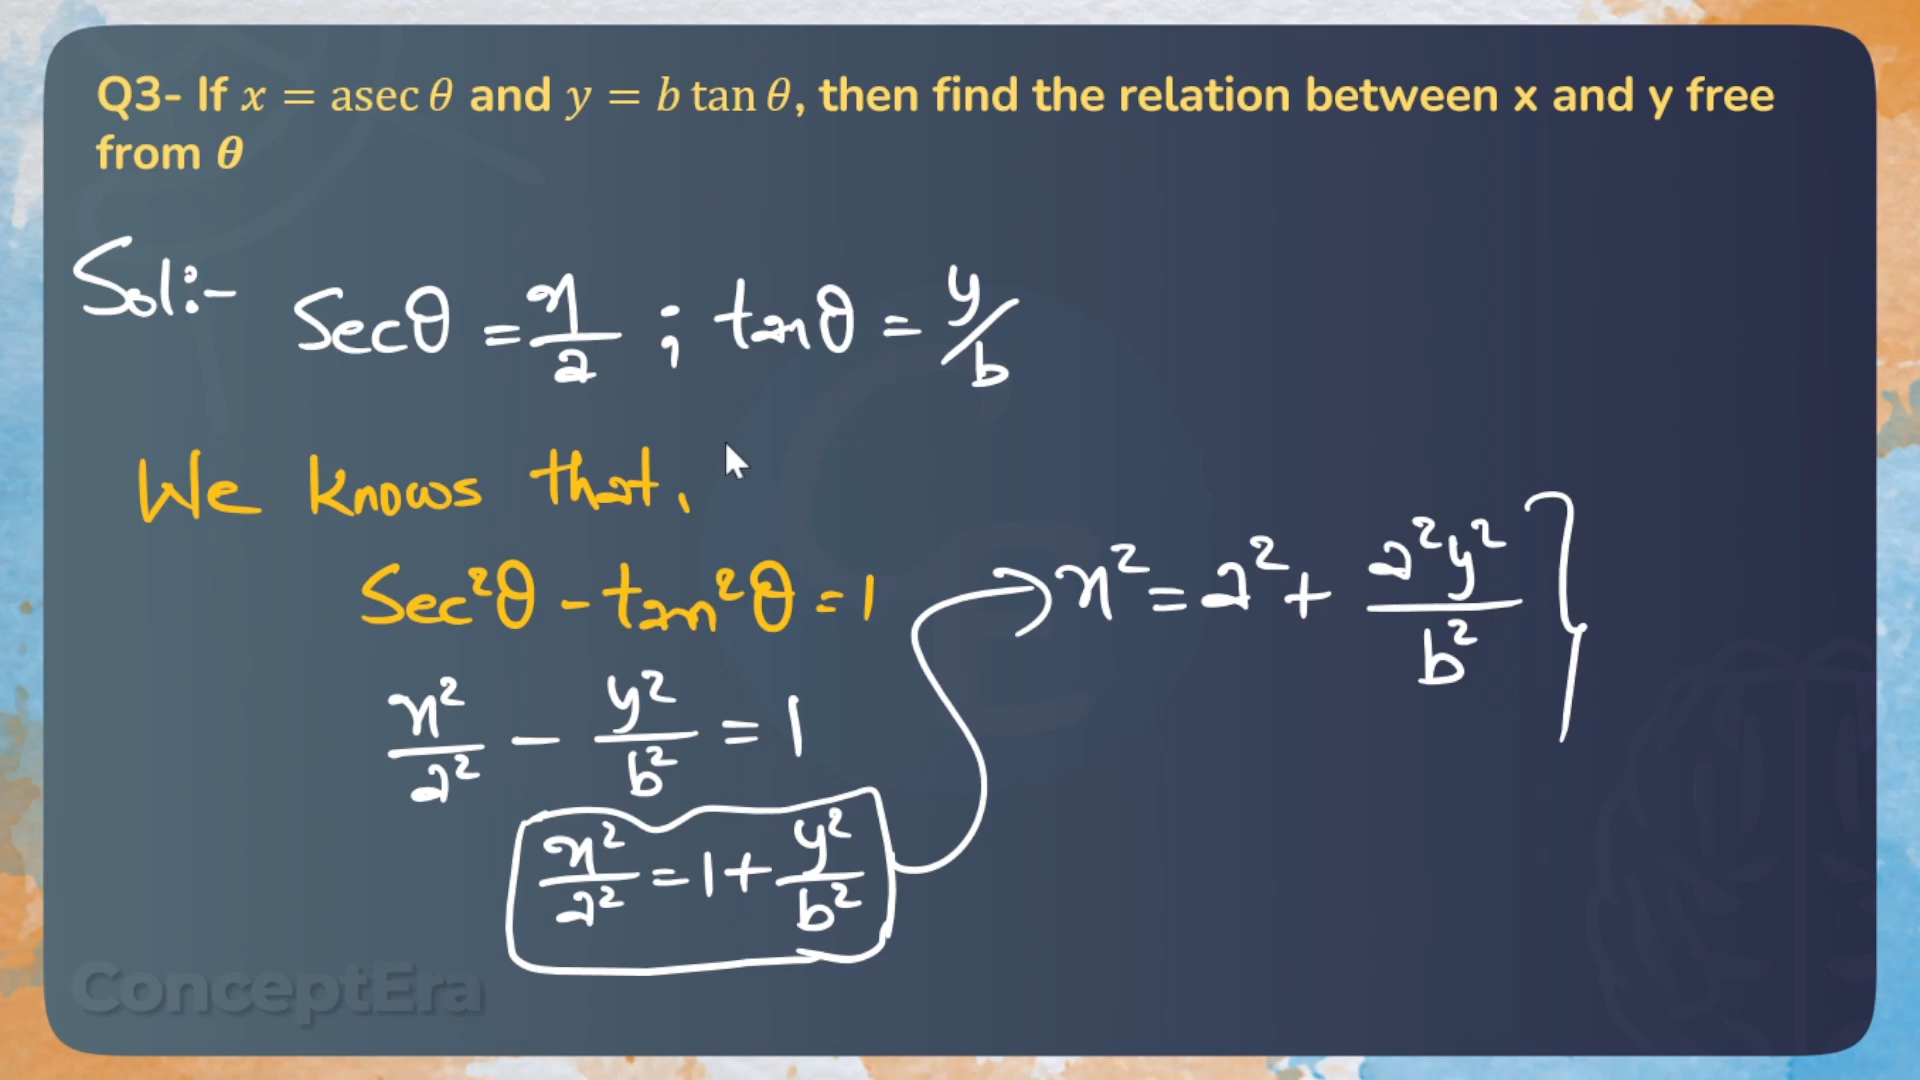 Q3- If x = asec θ and y = b tan θ, then find the relation between x and y free
from θ
Sol:-
Secθ = x/a ; tanθ = y/b
We knows that,
Sec²θ - tan²θ = 1
x²/a² - y²/b² = 1
x²/a² = 1 + y²/b²
x² = a² + a²y²/b²
ConceptEra